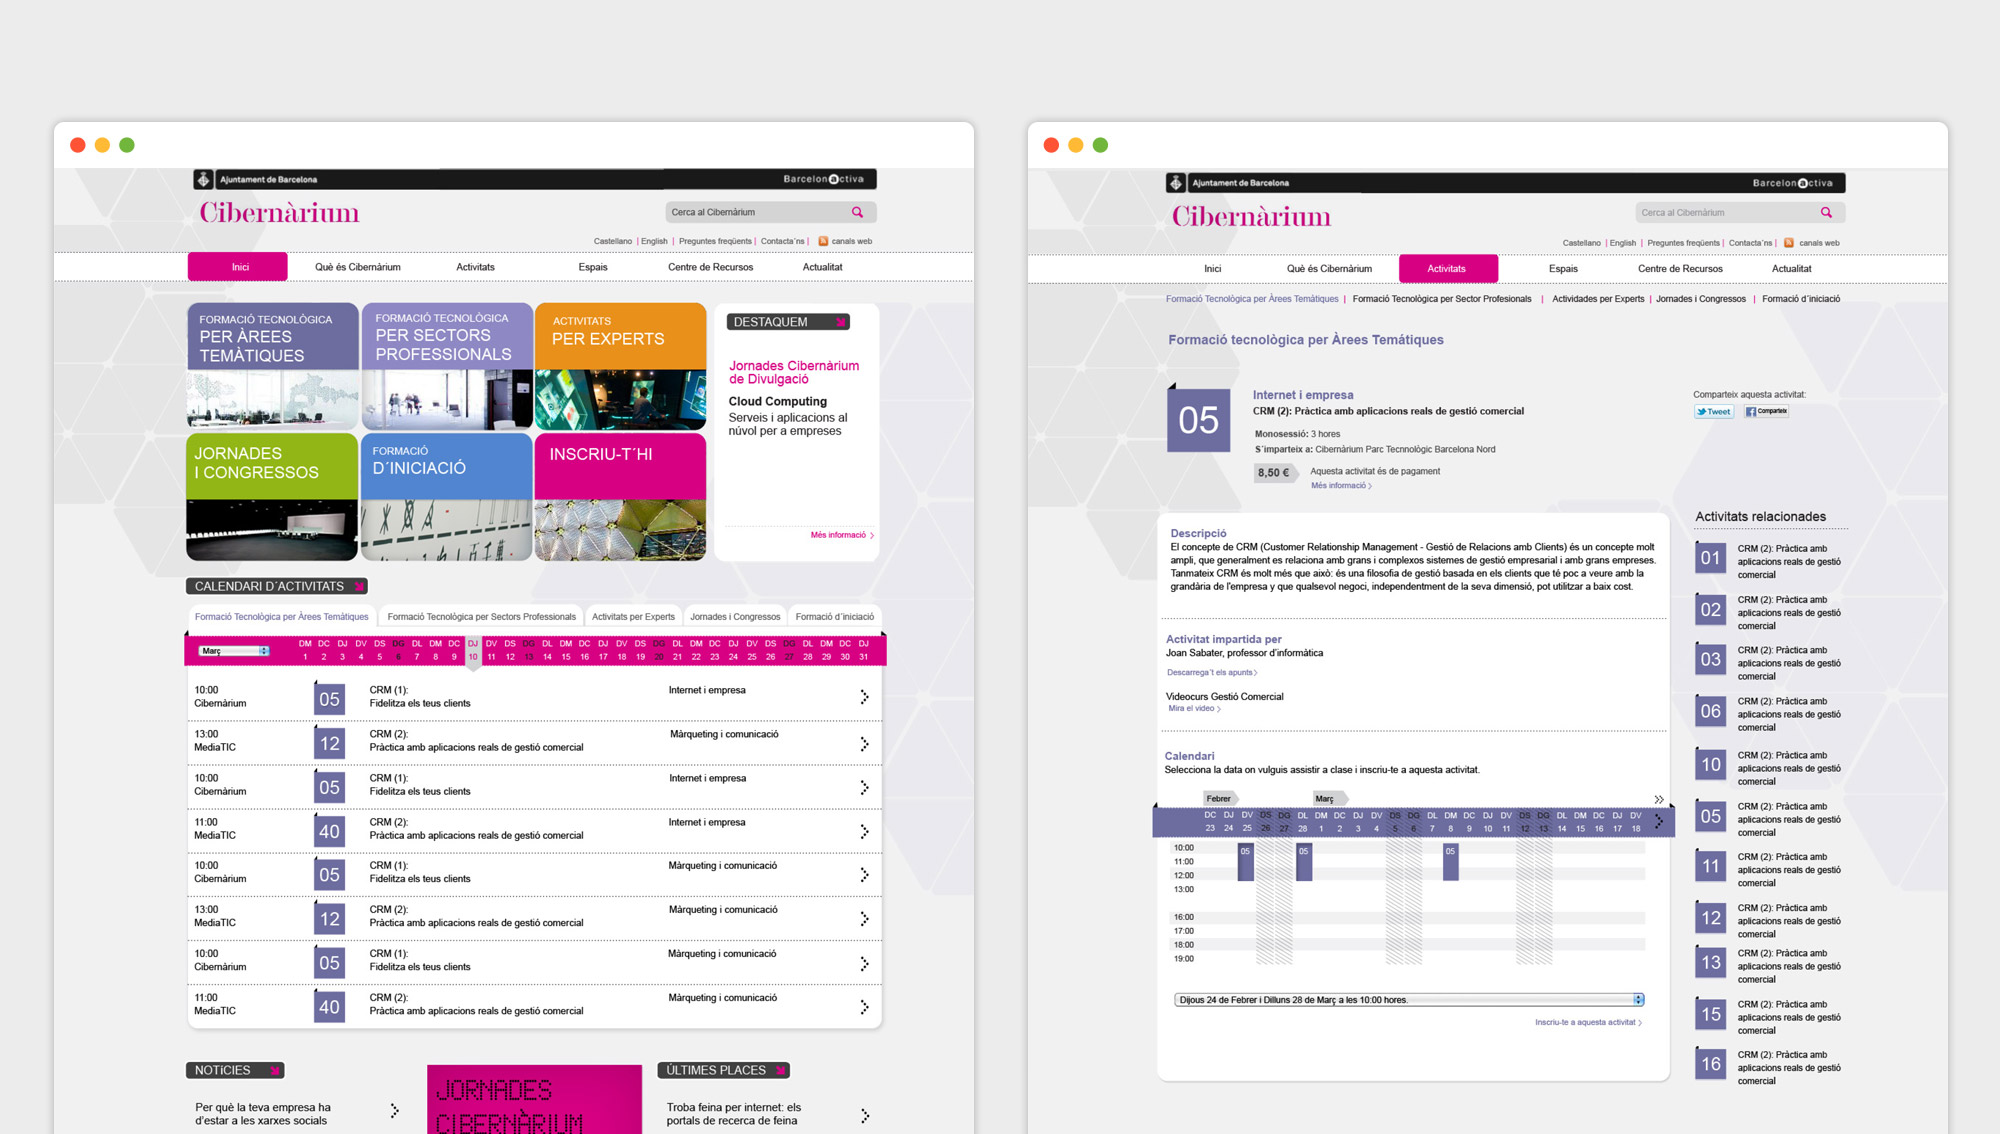 Ajuntament de Barcelona
Barcelonactiva
Cibernàrium
Cerca al Cibernàrium
Castellano | English | Preguntes freqüents | Contacta´ns | canals web
Inici
Què és Cibernàrium
Activitats
Espais
Centre de Recursos
Actualitat
FORMACIÓ TECNOLÒGICA
PER ÀREES
TEMÀTIQUES
FORMACIÓ TECNOLÓGICA
PER SECTORS
PROFESSIONALS
ACTIVITATS
PER EXPERTS
DESTAQUEM
Jornades Cibernàrium
de Divulgació
Cloud Computing
Serveis i aplicacions al
núvol per a empreses
Més informació
JORNADES
I CONGRESSOS
FORMACIÓ
D´INICIACIÓ
INSCRIU-T´HI
CALENDARI D´ACTIVITATS
Formació Tecnològica per Àrees Temàtiques
Formació Tecnològica per Sectors Professionals
Activitats per Experts
Jornades i Congressos
Formació d´iniciació
Març
DM DC DJ DV DS DG DL DM DC DJ DV DS DG DL DM DC DJ DV DS DG DL DM DC DJ DV DS DG DL DM DC DJ
1 2 3 4 5 6 7 8 9 10 11 12 13 14 15 16 17 18 19 20 21 22 23 24 25 26 27 28 29 30 31
10:00 05 CRM (1): Internet i empresa
Cibernàrium Fidelitza els teus clients
13:00 12 CRM (2): Màrqueting i comunicació
MediaTIC Pràctica amb aplicacions reals de gestió comercial
10:00 05 CRM (1): Internet i empresa
Cibernàrium Fidelitza els teus clients
11:00 40 CRM (2): Internet i empresa
MediaTIC Pràctica amb aplicacions reals de gestió comercial
10:00 05 CRM (1): Màrqueting i comunicació
Cibernàrium Fidelitza els teus clients
13:00 12 CRM (2): Màrqueting i comunicació
MediaTIC Pràctica amb aplicacions reals de gestió comercial
10:00 05 CRM (1): Màrqueting i comunicació
Cibernàrium Fidelitza els teus clients
11:00 40 CRM (2): Màrqueting i comunicació
MediaTIC Pràctica amb aplicacions reals de gestió comercial
NOTíCIES
Per què la teva empresa ha
d'estar a les xarxes socials
JORNADES
CIBERNÀRIUM
ÚLTIMES PLACES
Troba feina per internet: els
portals de recerca de feina
Ajuntament de Barcelona
Barcelonactiva
Cibernàrium
Cerca al Cibernàrium
Castellano | English | Preguntes freqüents | Contacta´ns | canals web
Inici
Què és Cibernàrium
Activitats
Espais
Centre de Recursos
Actualitat
Formació Tecnològica per Àrees Temàtiques | Formació Tecnològica per Sector Profesionals | Actividades per Experts | Jornades i Congressos | Formació d´iniciació
Formació tecnològica per Àrees Temátiques
05
Internet i empresa
CRM (2): Pràctica amb aplicacions reals de gestió comercial
Monosessió: 3 hores
S´imparteix a: Cibernàrium Parc Tecnnològic Barcelona Nord
8,50 €
Aquesta activitat és de pagament
Més informació
Comparteix aquesta activitat:
Tweet
Comparteix
Descripció
El concepte de CRM (Customer Relationship Management - Gestió de Relacions amb Clients) és un concepte molt
ampli, que generalment es relaciona amb grans i complexos sistemes de gestió empresarial i amb grans empreses.
Tanmateix CRM és molt més que això: és una filosofia de gestió basada en els clients que té poc a veure amb la
grandària de l'empresa y que qualsevol negoci, independentment de la seva dimensió, pot utilitzar a baix cost.
Activitat impartida per
Joan Sabater, professor d'informàtica
Descarrega´t els apunts
Videocurs Gestió Comercial
Mira el video
Calendari
Selecciona la data on vulguis assistir a clase i inscriu-te a aquesta activitat.
Febrer
Març
DC DJ DV DS DG DL DM DC DJ DV DS DG DL DM DC DJ DV DS DG DL DM DC DJ DV
23 24 25 26 27 28 1 2 3 4 5 6 7 8 9 10 11 12 13 14 15 16 17 18
10:00 05 05 05
11:00
12:00
13:00
16:00
17:00
18:00
19:00
Dijous 24 de Febrer i Dilluns 28 de Març a les 10:00 hores.
Inscriu-te a aquesta activitat
Activitats relacionades
01 CRM (2): Pràctica amb
aplicacions reals de gestió
comercial
02 CRM (2): Pràctica amb
aplicacions reals de gestió
comercial
03 CRM (2): Pràctica amb
aplicacions reals de gestió
comercial
06 CRM (2): Pràctica amb
aplicacions reals de gestió
comercial
10 CRM (2): Pràctica amb
aplicacions reals de gestió
comercial
05 CRM (2): Pràctica amb
aplicacions reals de gestió
comercial
11 CRM (2): Pràctica amb
aplicacions reals de gestió
comercial
12 CRM (2): Pràctica amb
aplicacions reals de gestió
comercial
13 CRM (2): Pràctica amb
aplicacions reals de gestió
comercial
15 CRM (2): Pràctica amb
aplicacions reals de gestió
comercial
16 CRM (2): Pràctica amb
aplicacions reals de gestió
comercial